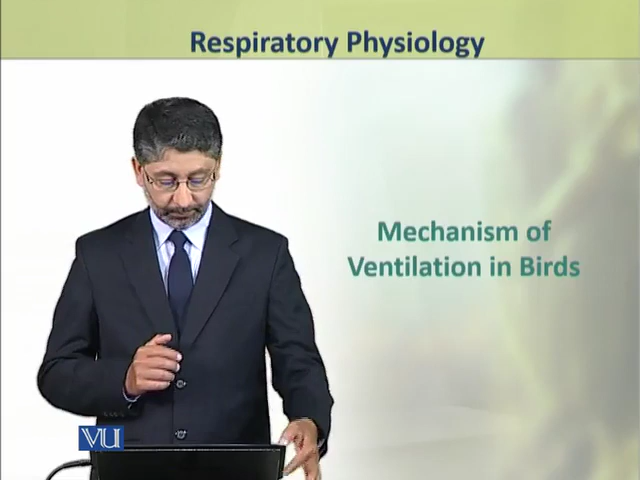 Respiratory Physiology
Mechanism of
Ventilation in Birds
VU